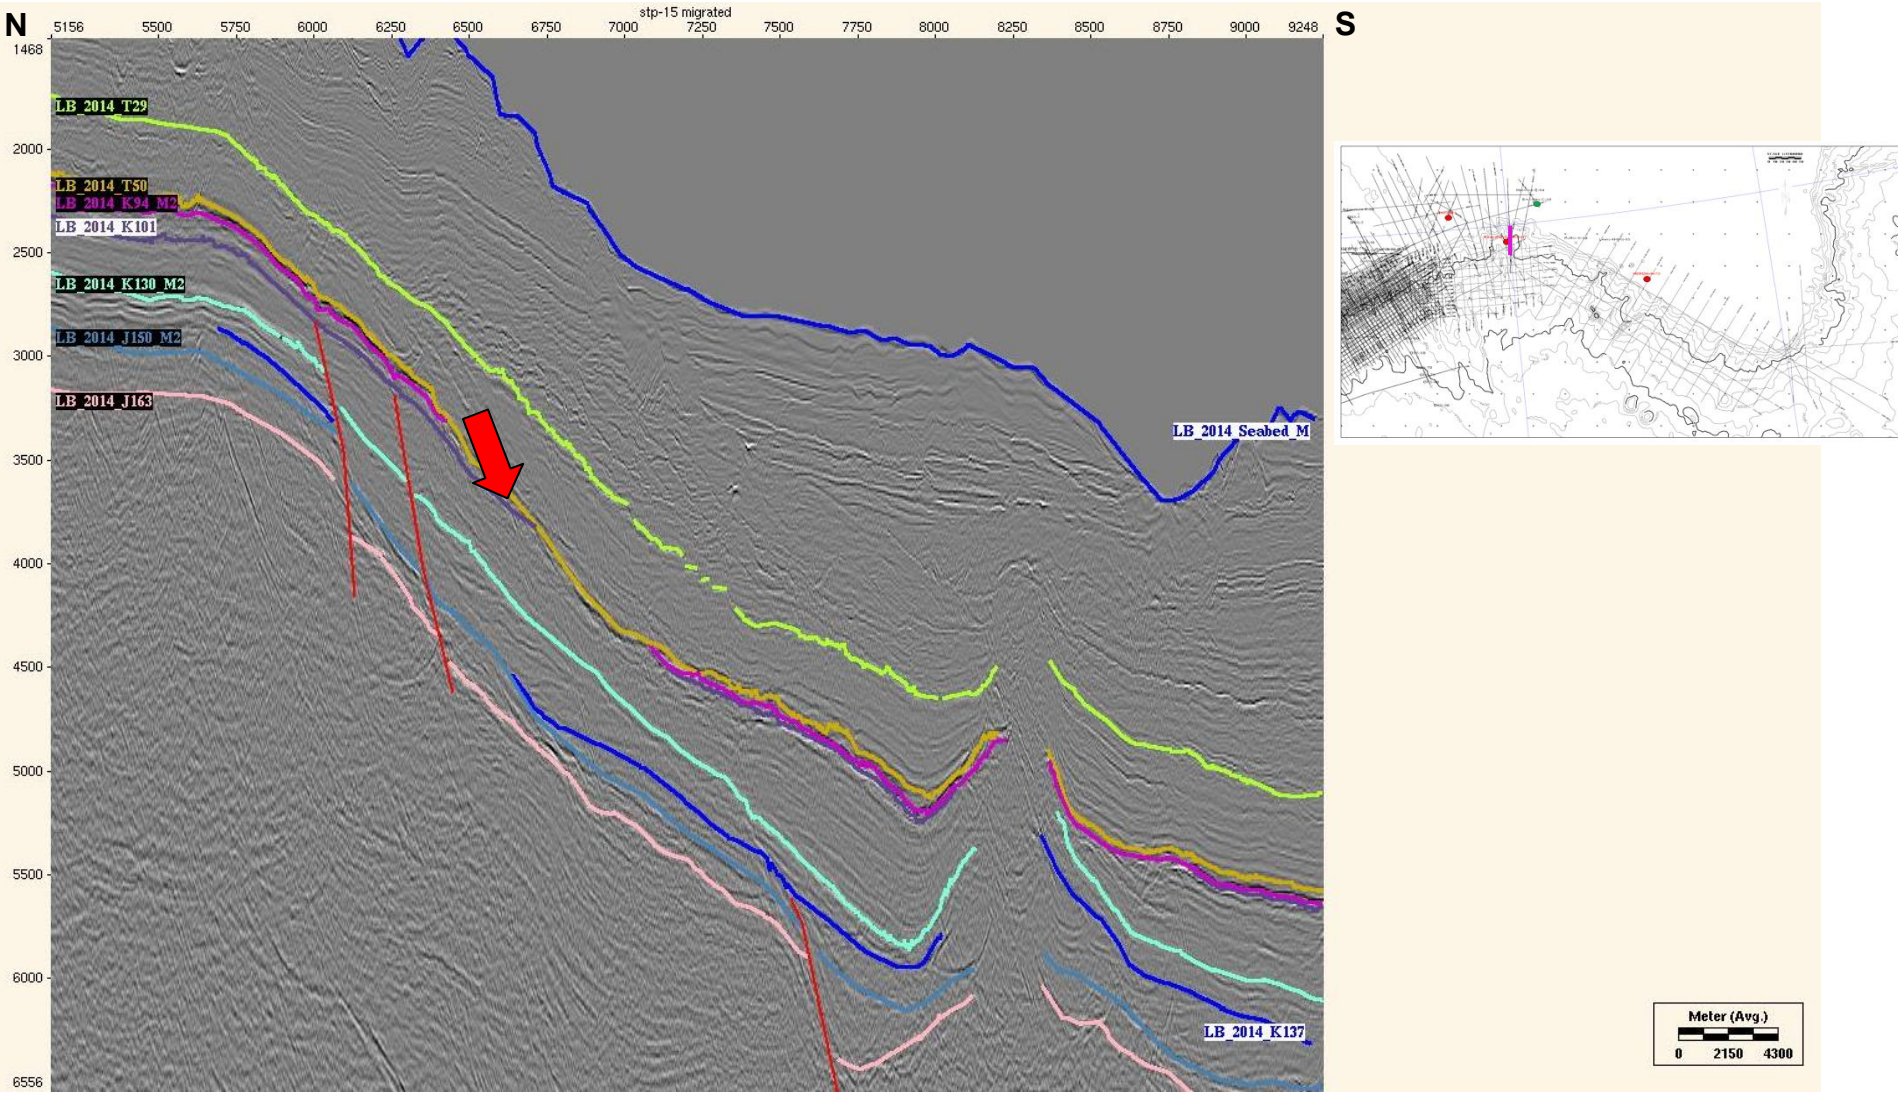 N
stp-15 migrated
S
5156 5500 5750 6000 6250 6500 6750 7000 7250 7500 7750 8000 8250 8500 8750 9000 9248
1468
LB_2014_T29
2000
LB_2014_T50
LB_2014_K94_M2
LB_2014_K101
2500
LB_2014_K130_M2
LB_2014_J150_M2
3000
LB_2014_J163
LB_2014 Seabed_M
3500
4000
4500
5000
5500
6000
LB_2014_K137
6556
Meter (Avg.)
0 2150 4300